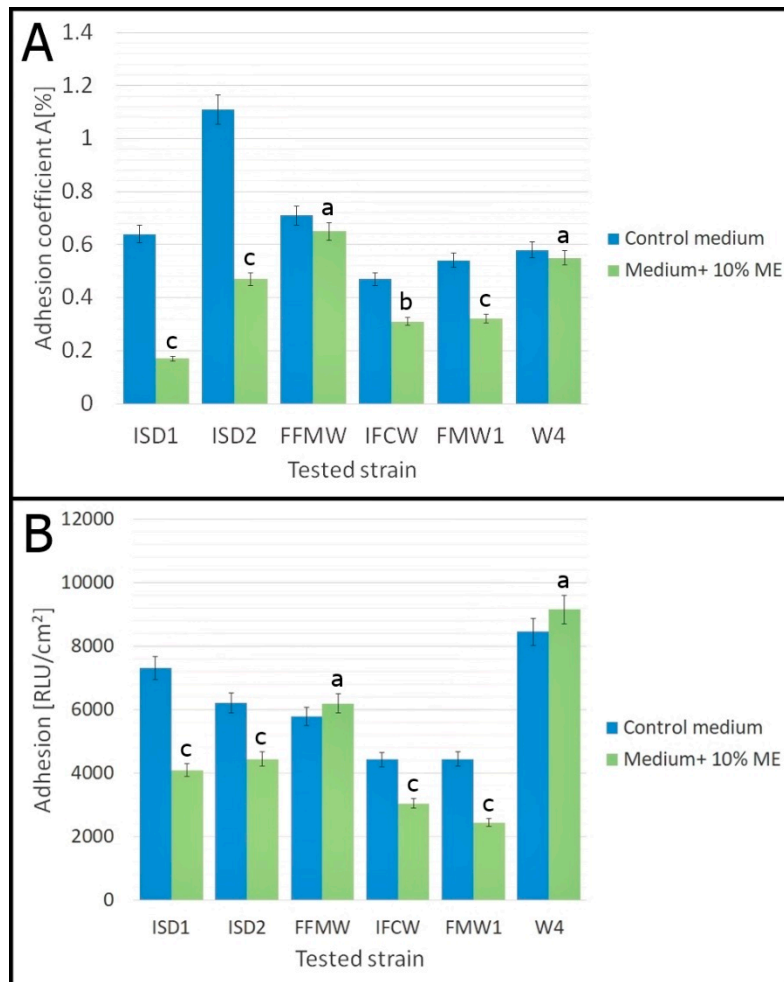 A
1.4
1.2
1
0.8
0.6
0.4
0.2
0
Adhesion coefficient A[%]
c
c
a
b
c
a
ISD1 ISD2 FFMW IFCW FMW1 W4
Tested strain
Control medium
Medium+ 10% ME
B
12000
10000
8000
6000
4000
2000
0
Adhesion [RLU/cm²]
c
c
a
c
c
a
ISD1 ISD2 FFMW IFCW FMW1 W4
Tested strain
Control medium
Medium+ 10% ME